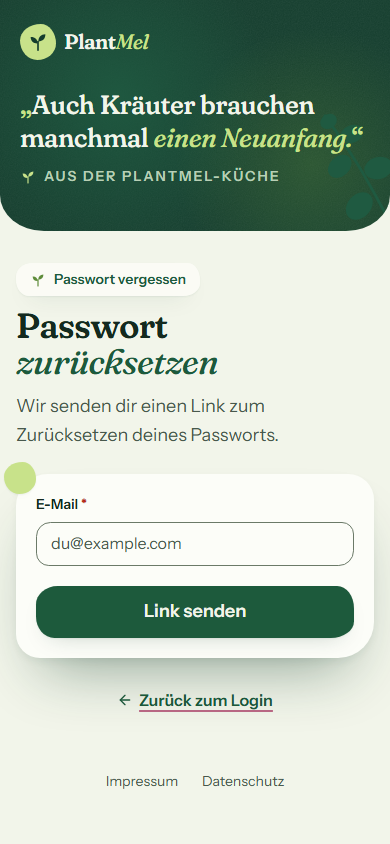 PlantMel
„Auch Kräuter brauchen
manchmal einen Neuanfang.“
AUS DER PLANTMEL-KÜCHE
Passwort vergessen
Passwort
zurücksetzen
Wir senden dir einen Link zum
Zurücksetzen deines Passworts.
E-Mail *
du@example.com
Link senden
← Zurück zum Login
Impressum Datenschutz